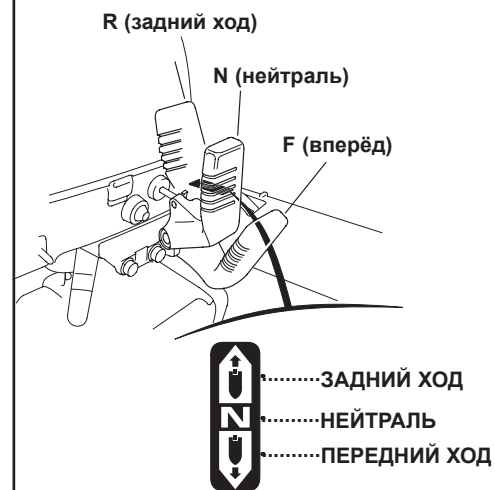 R (задний ход)
N (нейтраль)
F (вперёд)
ЗАДНИЙ ХОД
N
НЕЙТРАЛЬ
ПЕРЕДНИЙ ХОД